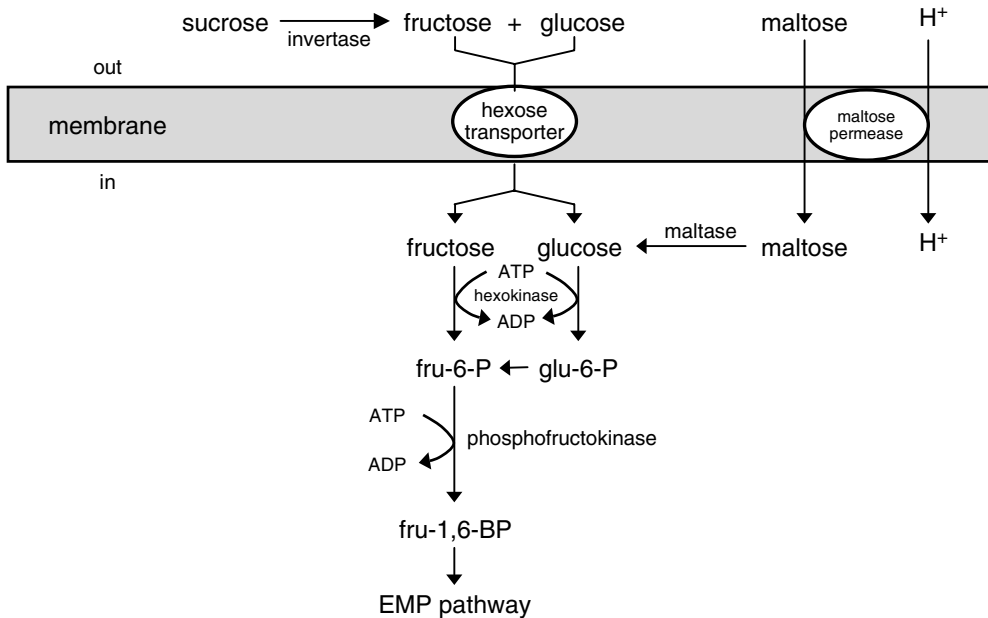 sucrose invertase fructose + glucose maltose H+
out
membrane hexose transporter maltose permease
in
fructose glucose maltase maltose H+
ATP
hexokinase
ADP
fru-6-P glu-6-P
ATP
phosphofructokinase
ADP
fru-1,6-BP
EMP pathway